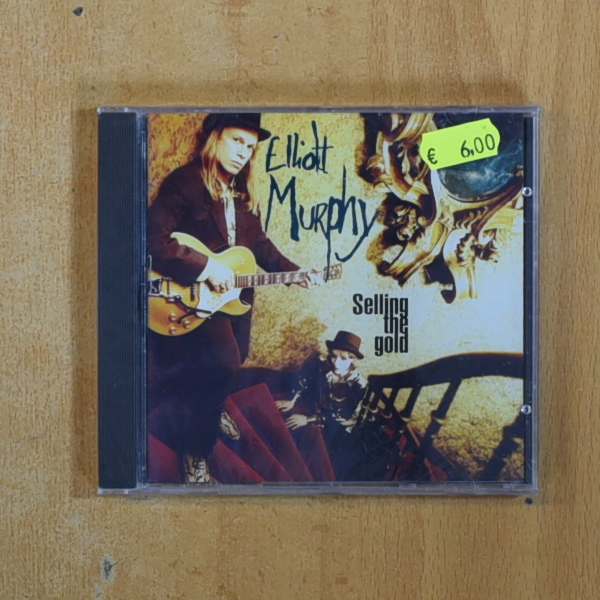 Elliott
Murphy
€ 6,00
Selling
the
gold